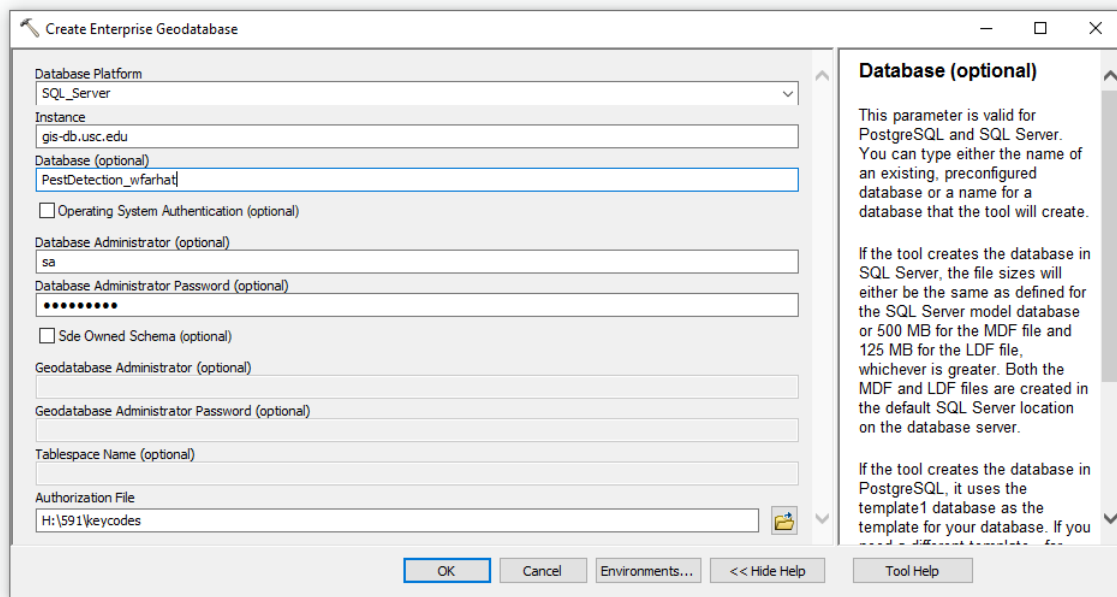 Create Enterprise Geodatabase
Database Platform
SQL_Server
Instance
gis-db.usc.edu
Database (optional)
PestDetection_wfarhat
Operating System Authentication (optional)
Database Administrator (optional)
sa
Database Administrator Password (optional)
●●●●●●●●●
Sde Owned Schema (optional)
Geodatabase Administrator (optional)
Geodatabase Administrator Password (optional)
Tablespace Name (optional)
Authorization File
H:\591\keycodes
OK
Cancel
Environments...
<< Hide Help
Tool Help
Database (optional)
This parameter is valid for
PostgreSQL and SQL Server.
You can type either the name of
an existing, preconfigured
database or a name for a
database that the tool will create.
If the tool creates the database in
SQL Server, the file sizes will
either be the same as defined for
the SQL Server model database
or 500 MB for the MDF file and
125 MB for the LDF file,
whichever is greater. Both the
MDF and LDF files are created in
the default SQL Server location
on the database server.
If the tool creates the database in
PostgreSQL, it uses the
template1 database as the
template for your database. If you
need a different template, for